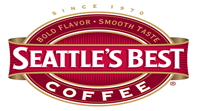 SINCE 1970
BOLD FLAVOR • SMOOTH TASTE
SEATTLE'S BEST
COFFEE®